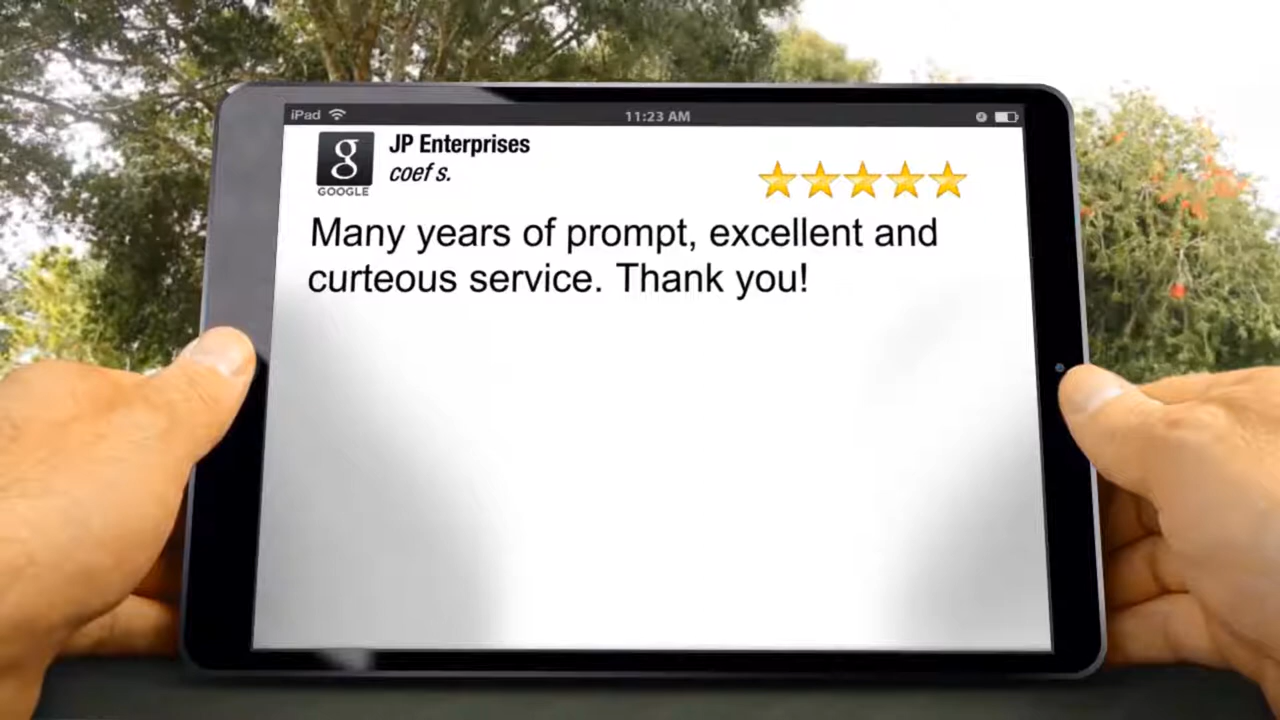 iPad
11:23 AM
g
GOOGLE
JP Enterprises
coef s.
Many years of prompt, excellent and
curteous service. Thank you!